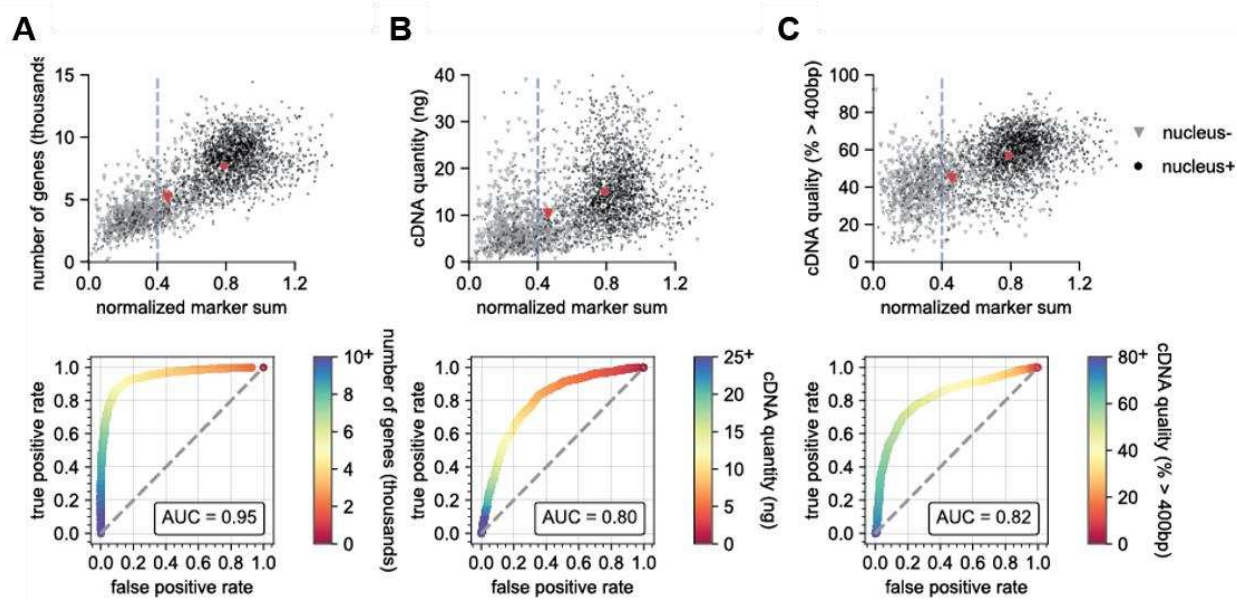 A
B
C
number of genes (thousands
15
10
5
0
0.0 0.4 0.8 1.2
normalized marker sum
cDNA quantity (ng)
40
30
20
10
0
0.0 0.4 0.8 1.2
normalized marker sum
cDNA quality (% > 400bp)
100
80
60
40
20
0
0.0 0.4 0.8 1.2
normalized marker sum
nucleus-
nucleus+
true positive rate
1.0
0.8
0.6
0.4
0.2
0.0
0.0 0.2 0.4 0.6 0.8 1.0
false positive rate
AUC = 0.95
10+
8
6
4
2
0
number of genes (thousands)
true positive rate
1.0
0.8
0.6
0.4
0.2
0.0
0.0 0.2 0.4 0.6 0.8 1.0
false positive rate
AUC = 0.80
25+
20
15
10
5
0
cDNA quantity (ng)
true positive rate
1.0
0.8
0.6
0.4
0.2
0.0
0.0 0.2 0.4 0.6 0.8 1.0
false positive rate
AUC = 0.82
80+
60
40
20
0
cDNA quality (% > 400bp)